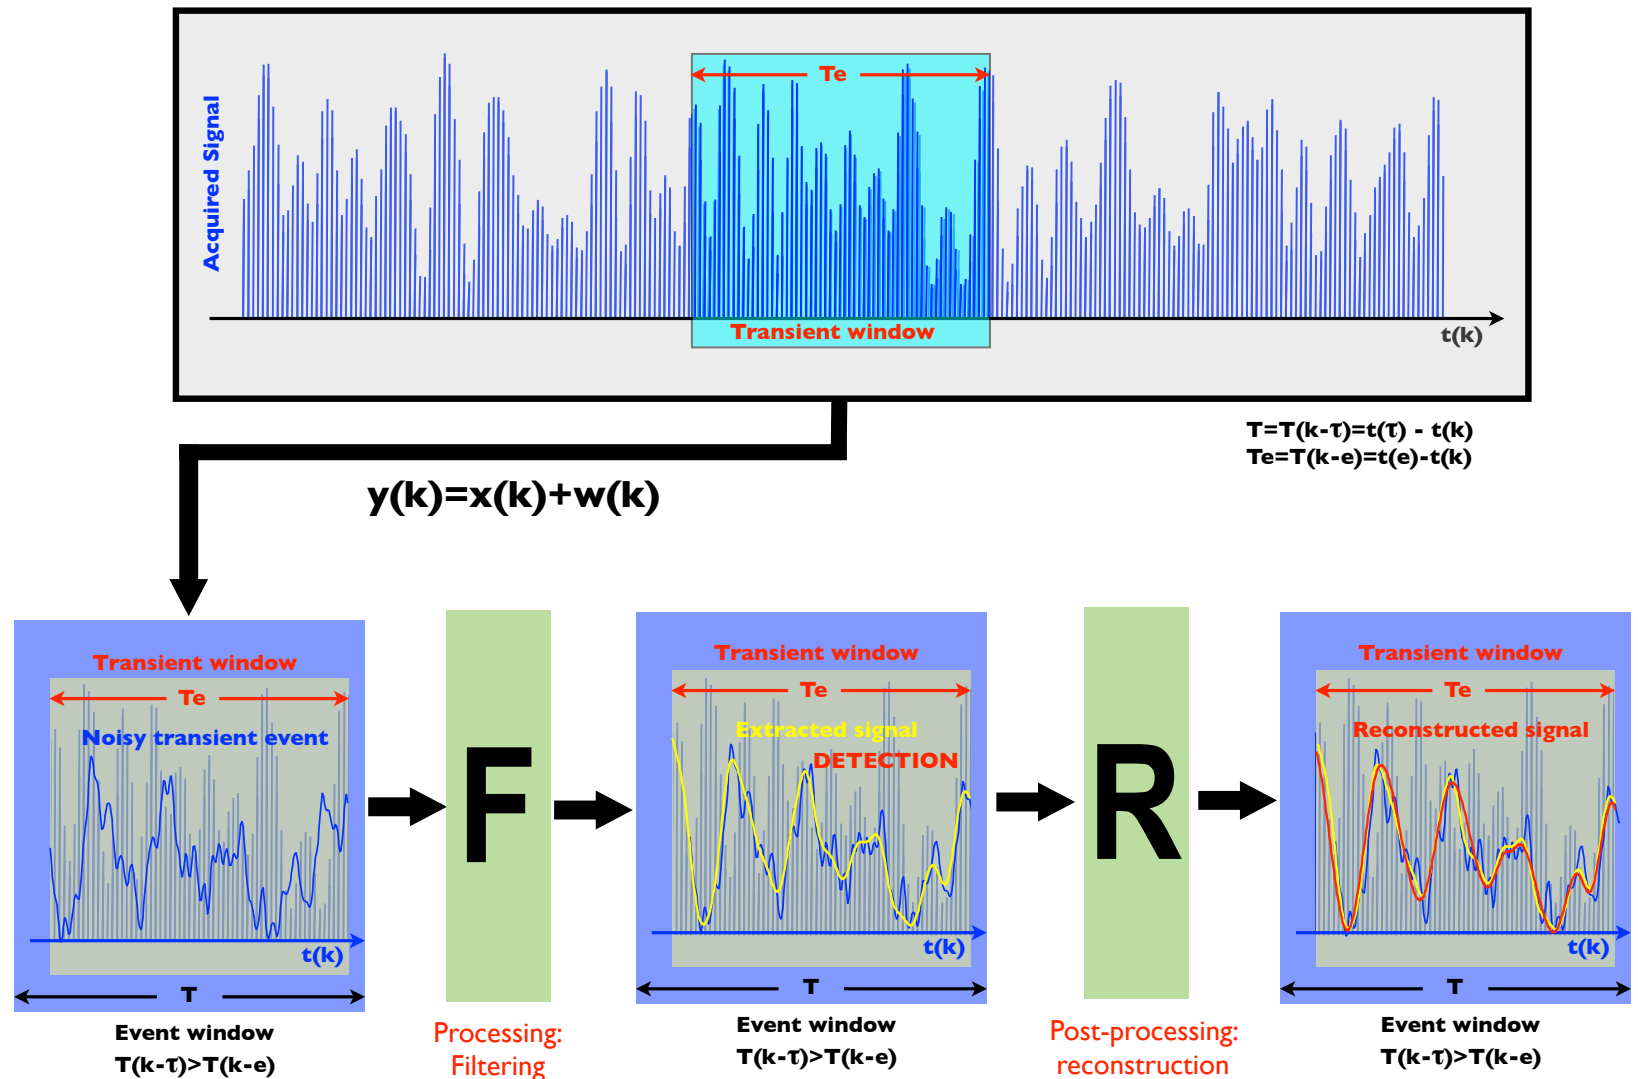 Acquired Signal
Te
Transient window
t(k)
T=T(k-τ)=t(τ) - t(k)
Te=T(k-e)=t(e)-t(k)
y(k)=x(k)+w(k)
Transient window
Te
Noisy transient event
t(k)
T
Event window
T(k-τ)>T(k-e)
F
Processing:
Filtering
Transient window
Te
Extracted signal
DETECTION
t(k)
T
Event window
T(k-τ)>T(k-e)
R
Post-processing:
reconstruction
Transient window
Te
Reconstructed signal
t(k)
T
Event window
T(k-τ)>T(k-e)